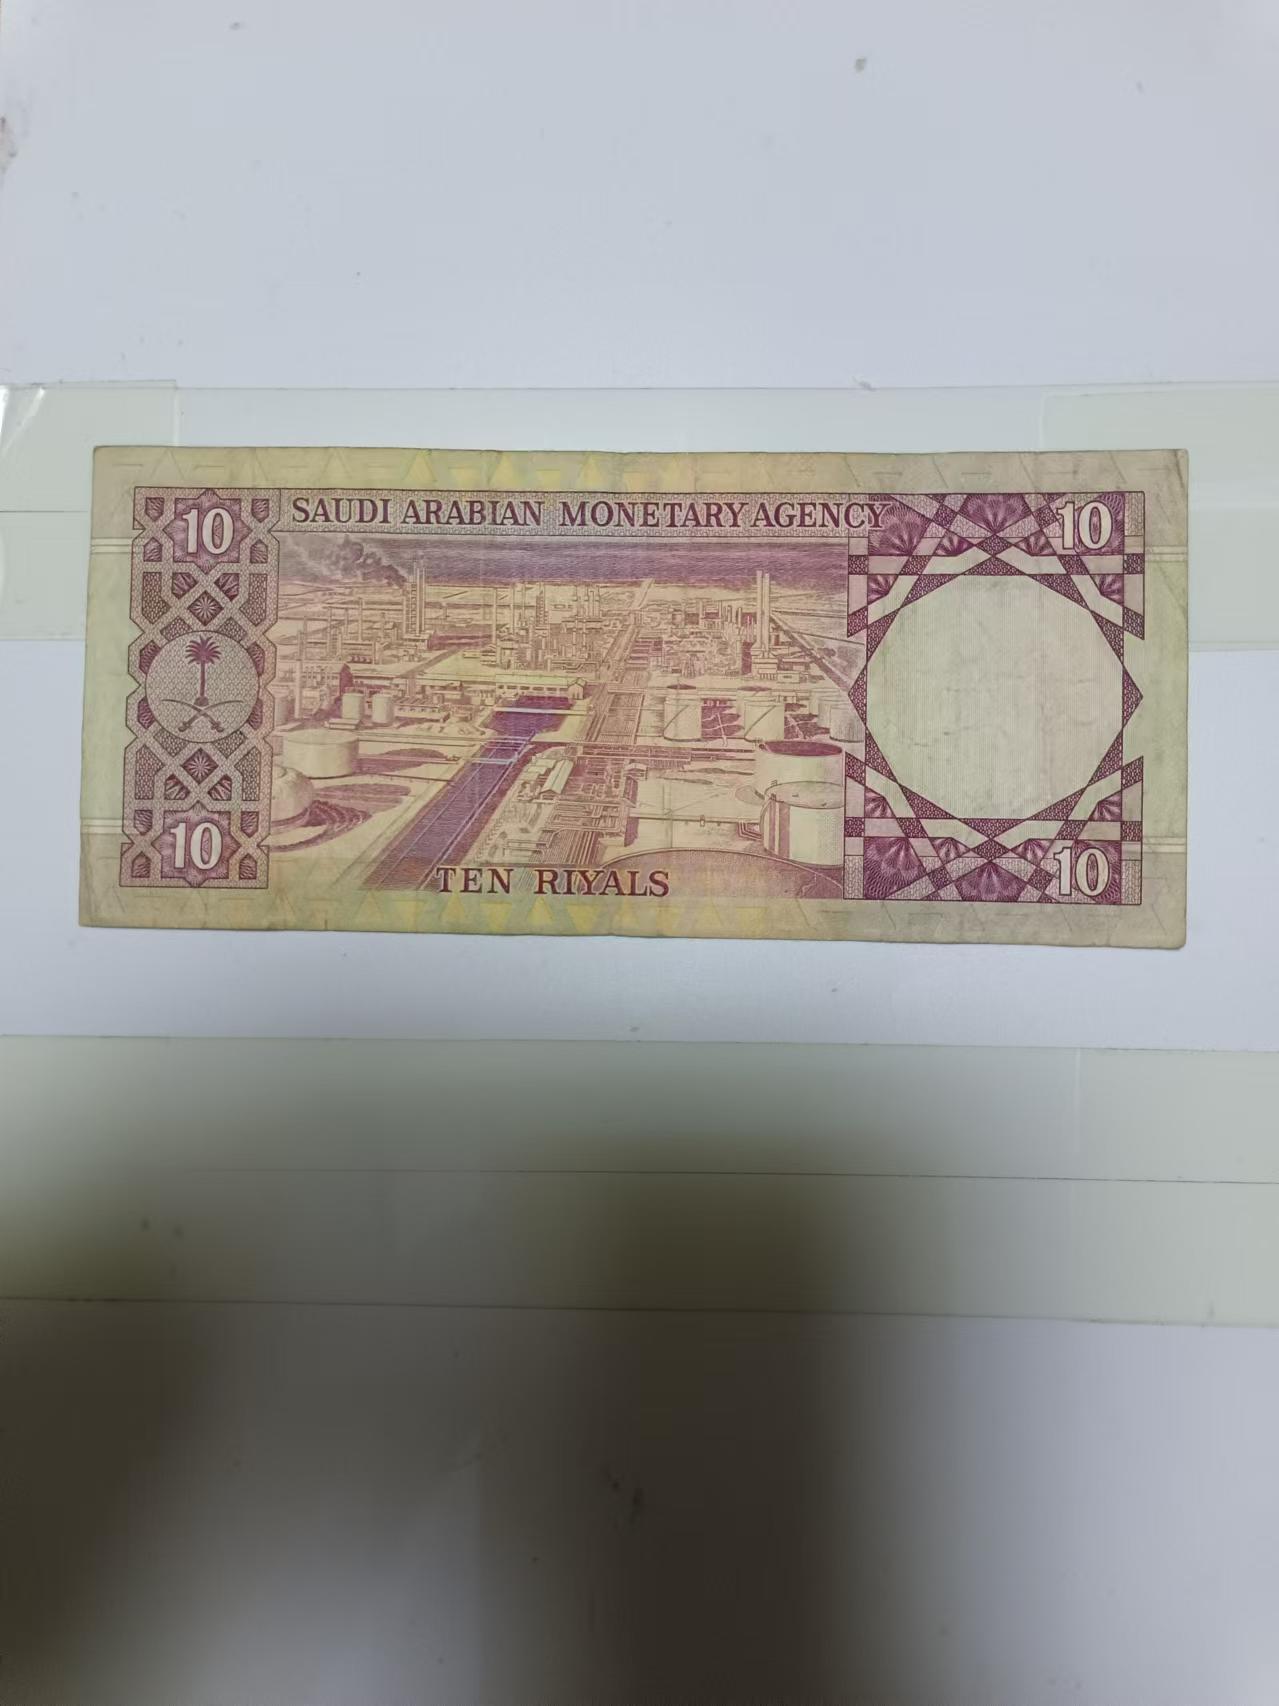 10 SAUDI ARABIAN MONETARY AGENCY 10
10 TEN RIYALS 10